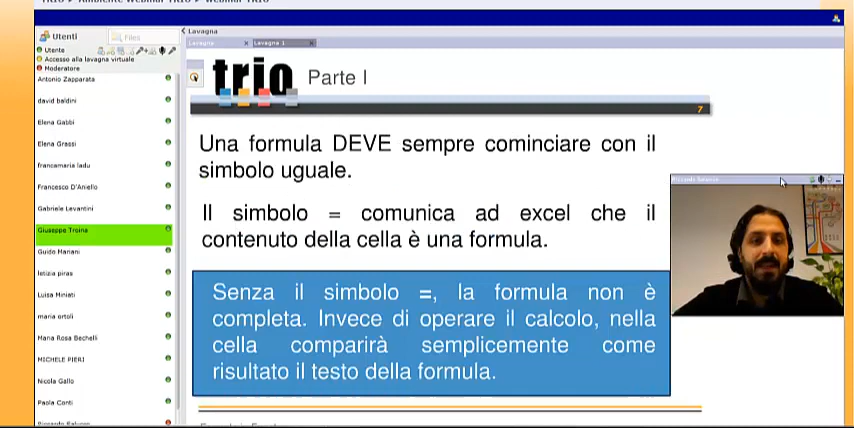 TRIO ▸ Ambiente Webinar TRIO ▸ Webinar TRIO
Utenti
Files
Utente
Accesso alla lavagna virtuale
Moderatore
Antonio Zapparata
david baldini
Elena Gabbi
Elena Grassi
francamaria ladu
Francesco D'Aniello
Gabriele Levantini
Giuseppe Troina
Guido Mariani
letizia piras
Luisa Miniati
maria ortoli
Maria Rosa Bechelli
MICHELE PIERI
Nicola Gallo
Paola Conti
Lavagna
Lavagna
Lavagna 1
trio Parte I
7
Una formula DEVE sempre cominciare con il
simbolo uguale.
Il simbolo = comunica ad excel che il
contenuto della cella è una formula.
Senza il simbolo =, la formula non è
completa. Invece di operare il calcolo, nella
cella comparirà semplicemente come
risultato il testo della formula.